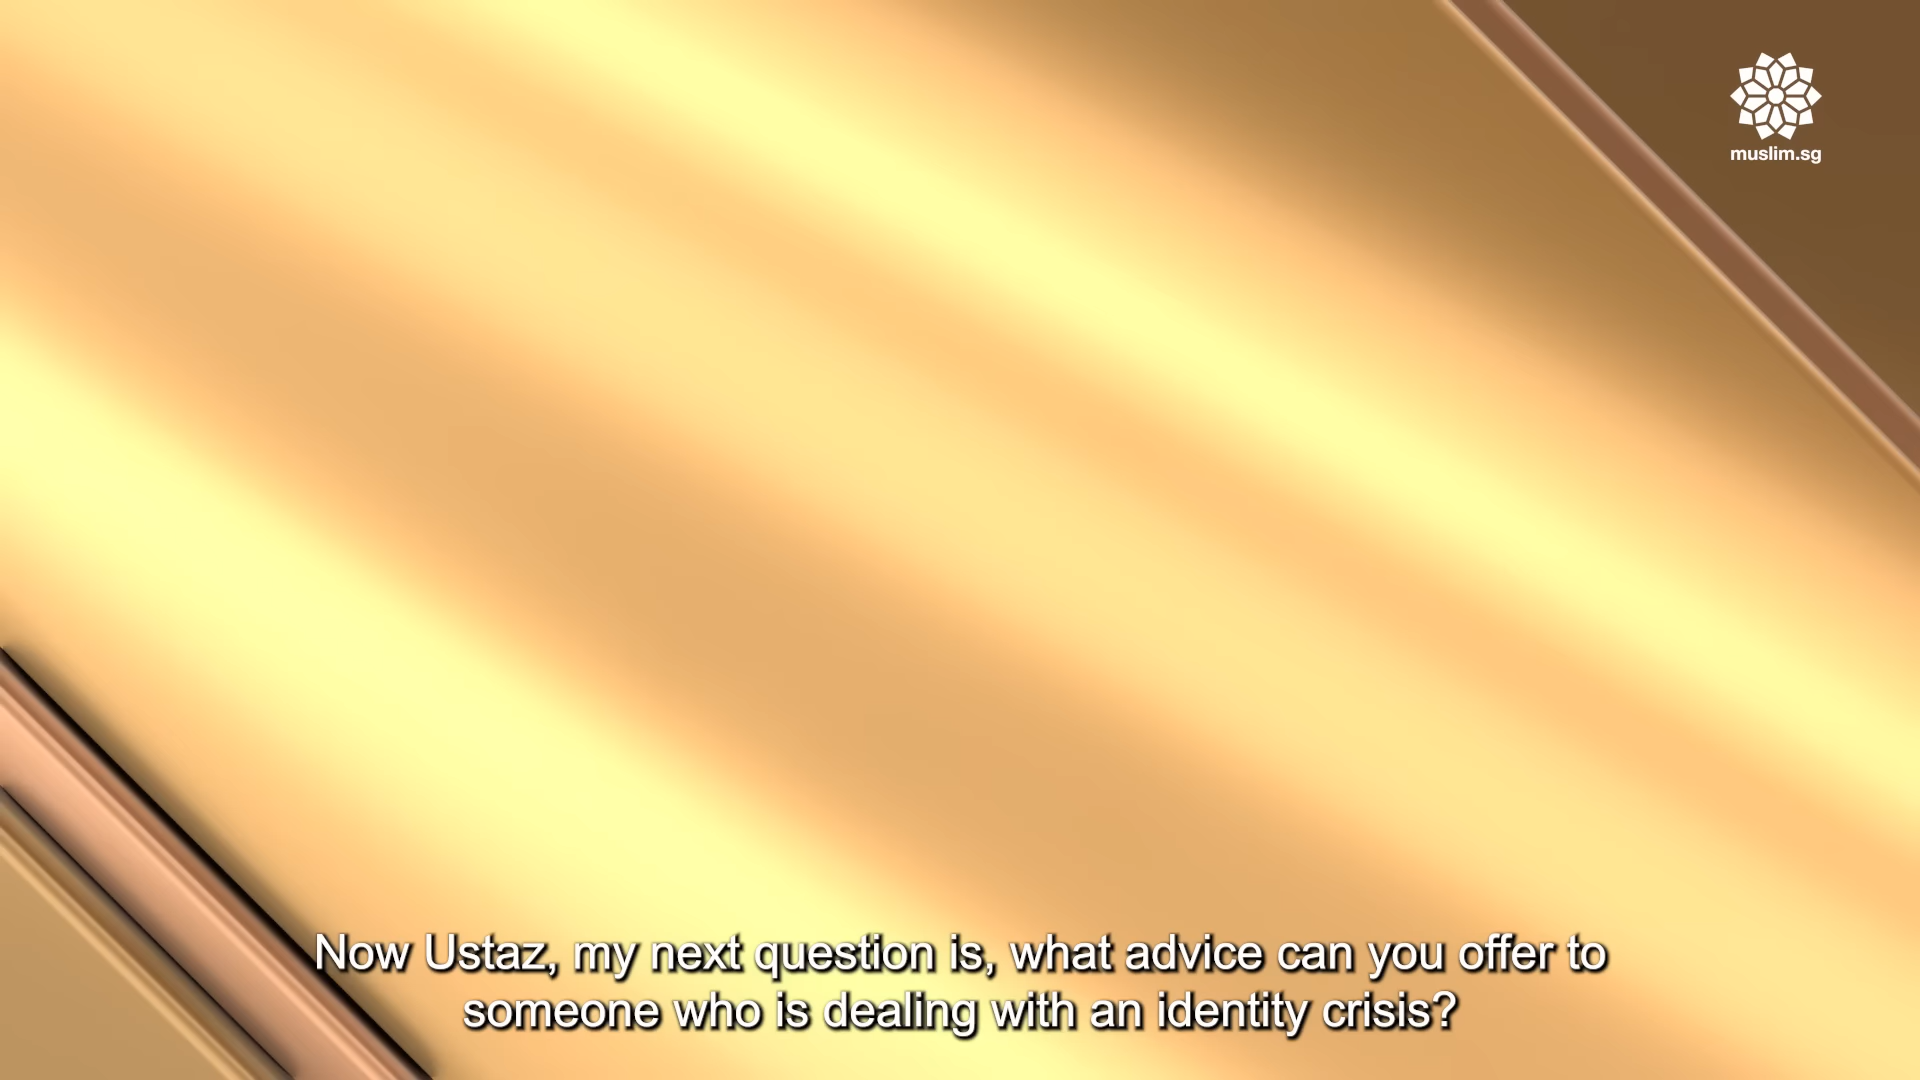 muslim.sg
Now Ustaz, my next question is, what advice can you offer to
someone who is dealing with an identity crisis?